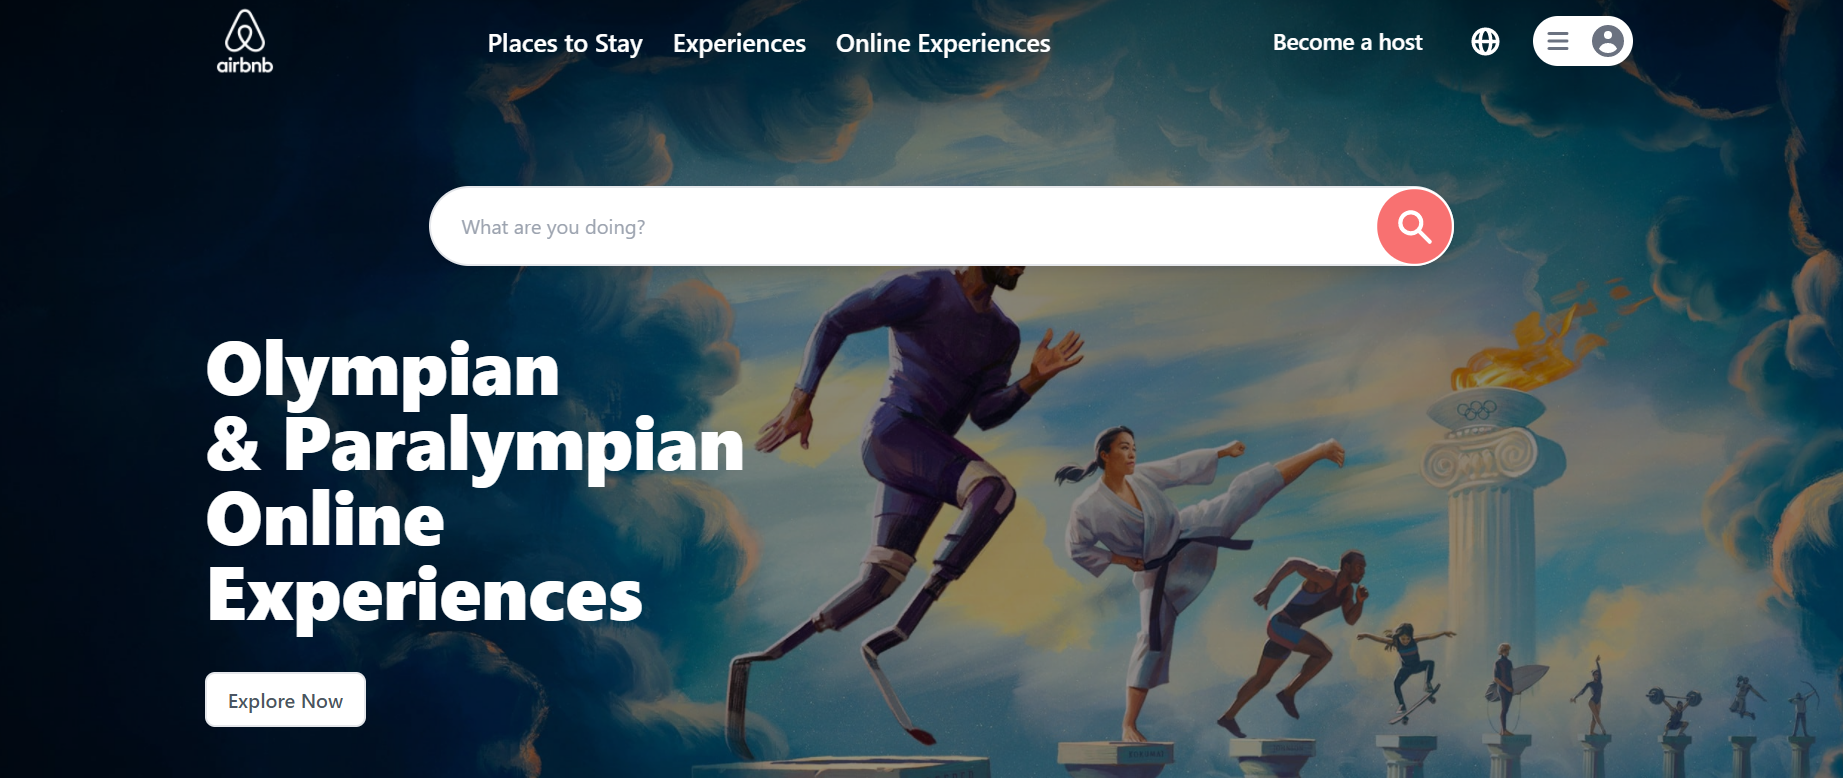 airbnb
Places to Stay
Experiences
Online Experiences
Become a host
What are you doing?
Olympian
& Paralympian
Online
Experiences
Explore Now